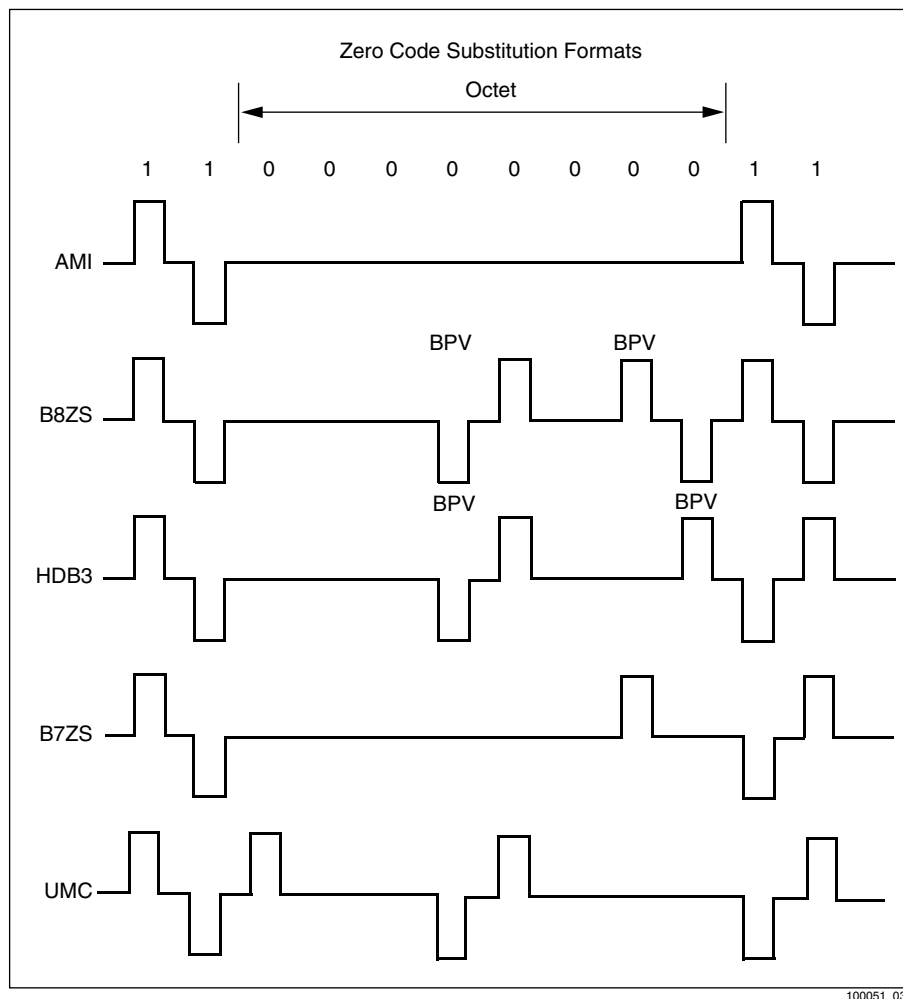 Zero Code Substitution Formats
Octet
1 1 0 0 0 0 0 0 0 0 1 1
AMI
BPV BPV
B8ZS
BPV BPV
HDB3
B7ZS
UMC